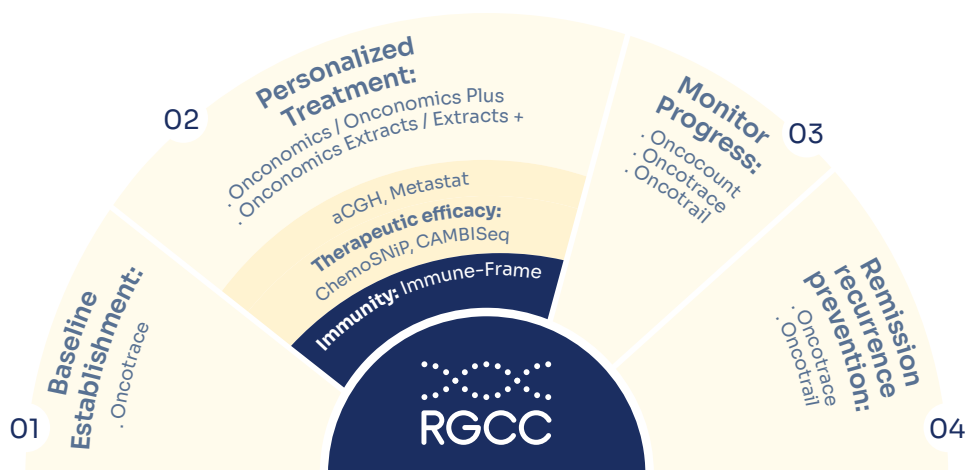 01
Baseline
Establishment:
· Oncotrace
02
Personalized
Treatment:
· Onconomics / Onconomics Plus
· Onconomics Extracts / Extracts +
aCGH, Metastat
Therapeutic efficacy:
ChemoSNiP, CAMBISeq
Immunity: Immune-Frame
03
Monitor
Progress:
· Oncocount
· Oncotrace
· Oncotrail
04
Remission
recurrence
prevention:
· Oncotrace
· Oncotrail
RGCC